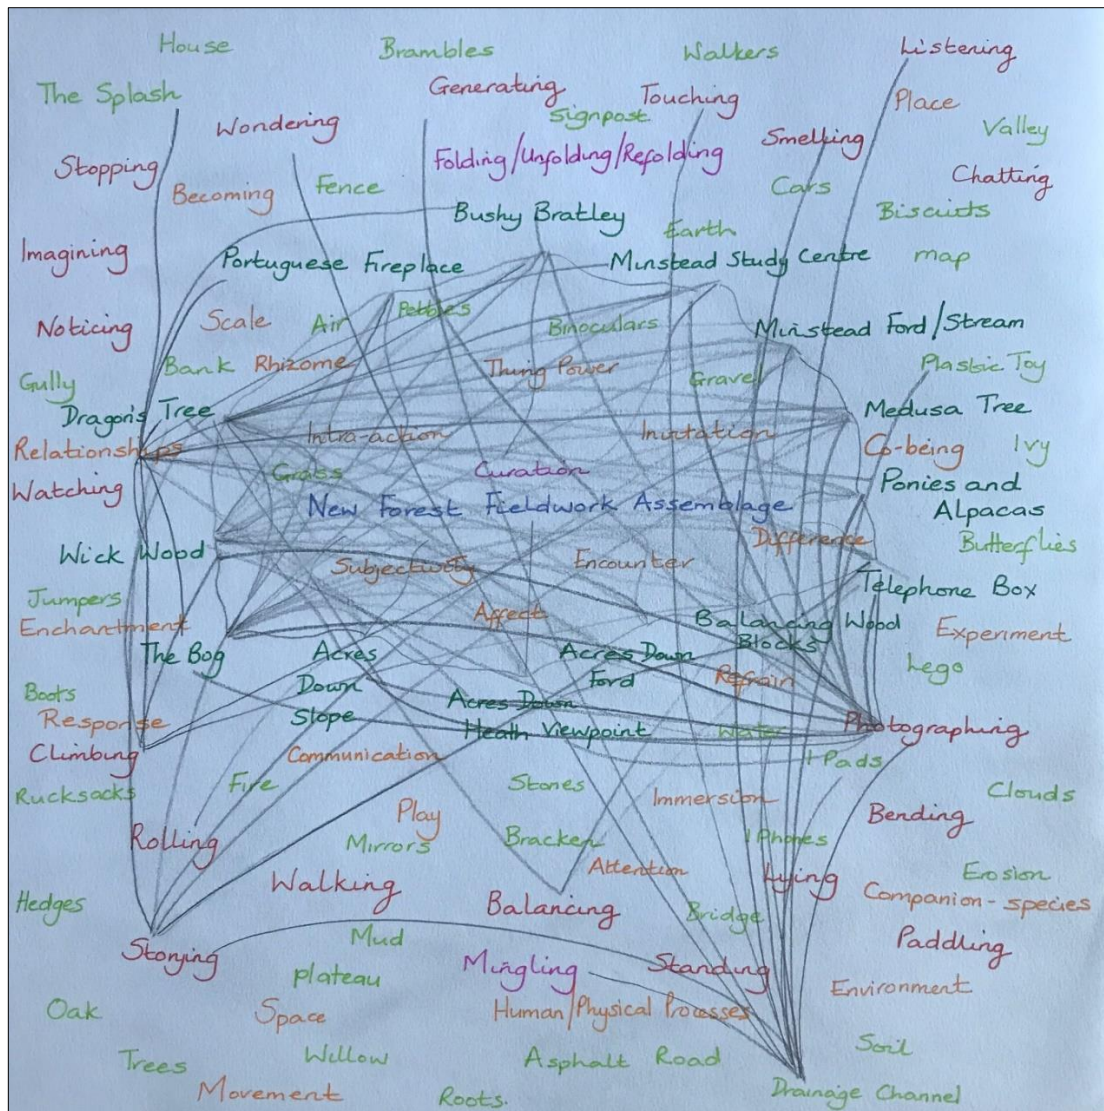 House
Brambles
Walkers
Listening
The Splash
Generating
Touching
Place
Wondering
Signpost
Smelling
Valley
Stopping
Folding/Unfolding/Refolding
Chatting
Becoming
Fence
Cars
Bushy Bratley
Biscuits
Earth
Imagining
Portuguese Fireplace
Minstead Study Centre
map
Noticing
Scale
Air
Pebbles
Binoculars
Minstead Ford/Stream
Bank
Rhizome
Thing Power
Gravel
Plastic Toy
Gully
Dragon's Tree
Medusa Tree
Relationships
Intra-action
Invitation
Co-being
Ivy
Watching
Grass
Curation
Ponies and
Alpacas
New Forest Fieldwork Assemblage
Wick Wood
Subjectivity
Encounter
Difference
Butterflies
Jumpers
Telephone Box
Enchantment
Affect
Balancing Wood
Blocks
Experiment
The Bog
Acres
Down
Slope
Acres Down
Ford
Lego
Boots
Acres Down
Heath Viewpoint
Refrain
Response
Water
Photographing
Climbing
Communication
I Pads
Rucksacks
Fire
Stones
Immersion
Clouds
Play
Bending
Rolling
Mirrors
Bracken
I Phones
Attention
Lying
Erosion
Walking
Companion-species
Hedges
Balancing
Bridge
Storying
Mud
Paddling
plateau
Mingling
Standing
Environment
Oak
Space
Human/Physical Processes
Soil
Trees
Willow
Asphalt Road
Movement
Roots.
Drainage Channel